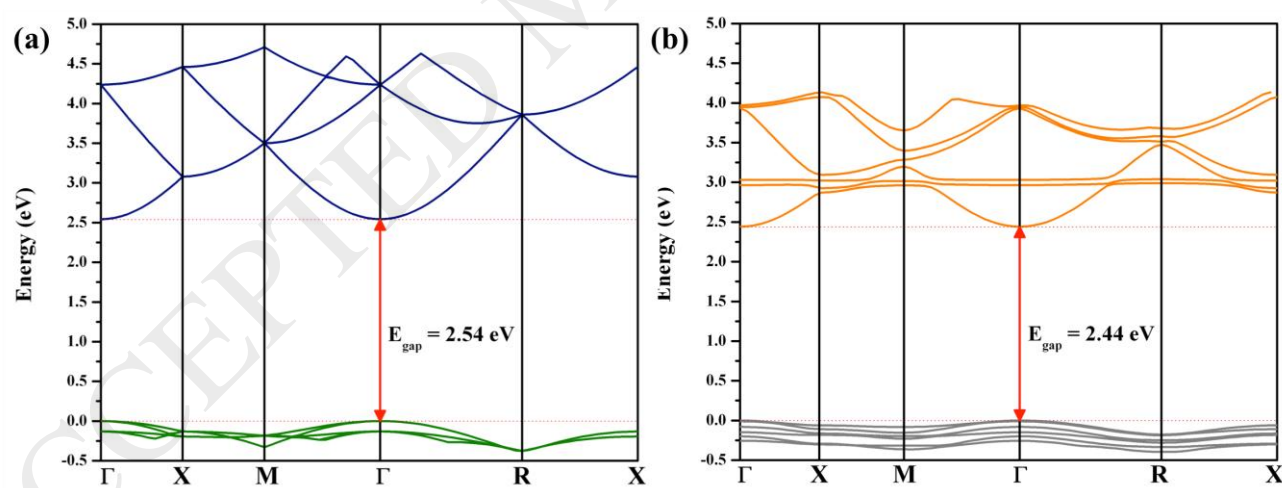 CCEPTED M
(a)
5.0
4.5
4.0
3.5
3.0
2.5
2.0
1.5
1.0
0.5
0.0
-0.5
Energy (eV)
E_gap = 2.54 eV
Γ X M Γ R X
(b)
5.0
4.5
4.0
3.5
3.0
2.5
2.0
1.5
1.0
0.5
0.0
-0.5
Energy (eV)
E_gap = 2.44 eV
Γ X M Γ R X